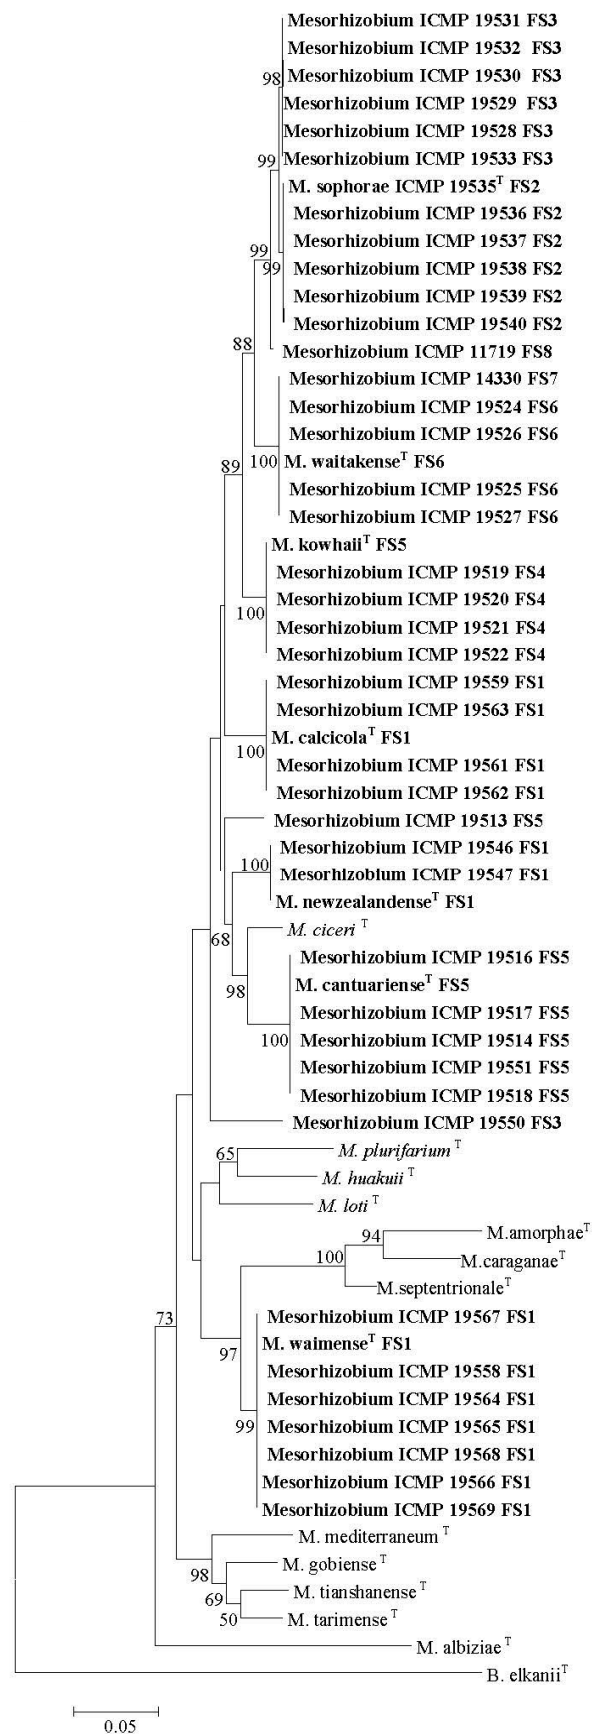 Mesorhizobium ICMP 19531 FS3
Mesorhizobium ICMP 19532 FS3
98
Mesorhizobium ICMP 19530 FS3
Mesorhizobium ICMP 19529 FS3
Mesorhizobium ICMP 19528 FS3
99
Mesorhizobium ICMP 19533 FS3
M. sophorae ICMP 19535T FS2
Mesorhizobium ICMP 19536 FS2
Mesorhizobium ICMP 19537 FS2
99
99
Mesorhizobium ICMP 19538 FS2
Mesorhizobium ICMP 19539 FS2
Mesorhizobium ICMP 19540 FS2
88
Mesorhizobium ICMP 11719 FS8
Mesorhizobium ICMP 14330 FS7
Mesorhizobium ICMP 19524 FS6
Mesorhizobium ICMP 19526 FS6
100
M. waitakenseT FS6
89
Mesorhizobium ICMP 19525 FS6
Mesorhizobium ICMP 19527 FS6
M. kowhaiiT FS5
Mesorhizobium ICMP 19519 FS4
Mesorhizobium ICMP 19520 FS4
100
Mesorhizobium ICMP 19521 FS4
Mesorhizobium ICMP 19522 FS4
Mesorhizobium ICMP 19559 FS1
Mesorhizobium ICMP 19563 FS1
M. calcicolaT FS1
100
Mesorhizobium ICMP 19561 FS1
Mesorhizobium ICMP 19562 FS1
Mesorhizobium ICMP 19513 FS5
Mesorhizobium ICMP 19546 FS1
100
Mesorhizobium ICMP 19547 FS1
M. newzealandenseT FS1
M. ciceri T
68
Mesorhizobium ICMP 19516 FS5
M. cantuarienseT FS5
98
Mesorhizobium ICMP 19517 FS5
100
Mesorhizobium ICMP 19514 FS5
Mesorhizobium ICMP 19551 FS5
Mesorhizobium ICMP 19518 FS5
Mesorhizobium ICMP 19550 FS3
65
M. plurifarium T
M. huakuii T
M. loti T
94
M.amorphaeT
100
M.caraganaeT
M.septentrionaleT
73
Mesorhizobium ICMP 19567 FS1
M. waimenseT FS1
97
Mesorhizobium ICMP 19558 FS1
Mesorhizobium ICMP 19564 FS1
99
Mesorhizobium ICMP 19565 FS1
Mesorhizobium ICMP 19568 FS1
Mesorhizobium ICMP 19566 FS1
Mesorhizobium ICMP 19569 FS1
M. mediterraneum T
98
M. gobiense T
69
M. tianshanense T
50
M. tarimense T
M. albiziae T
B. elkaniiT
0.05